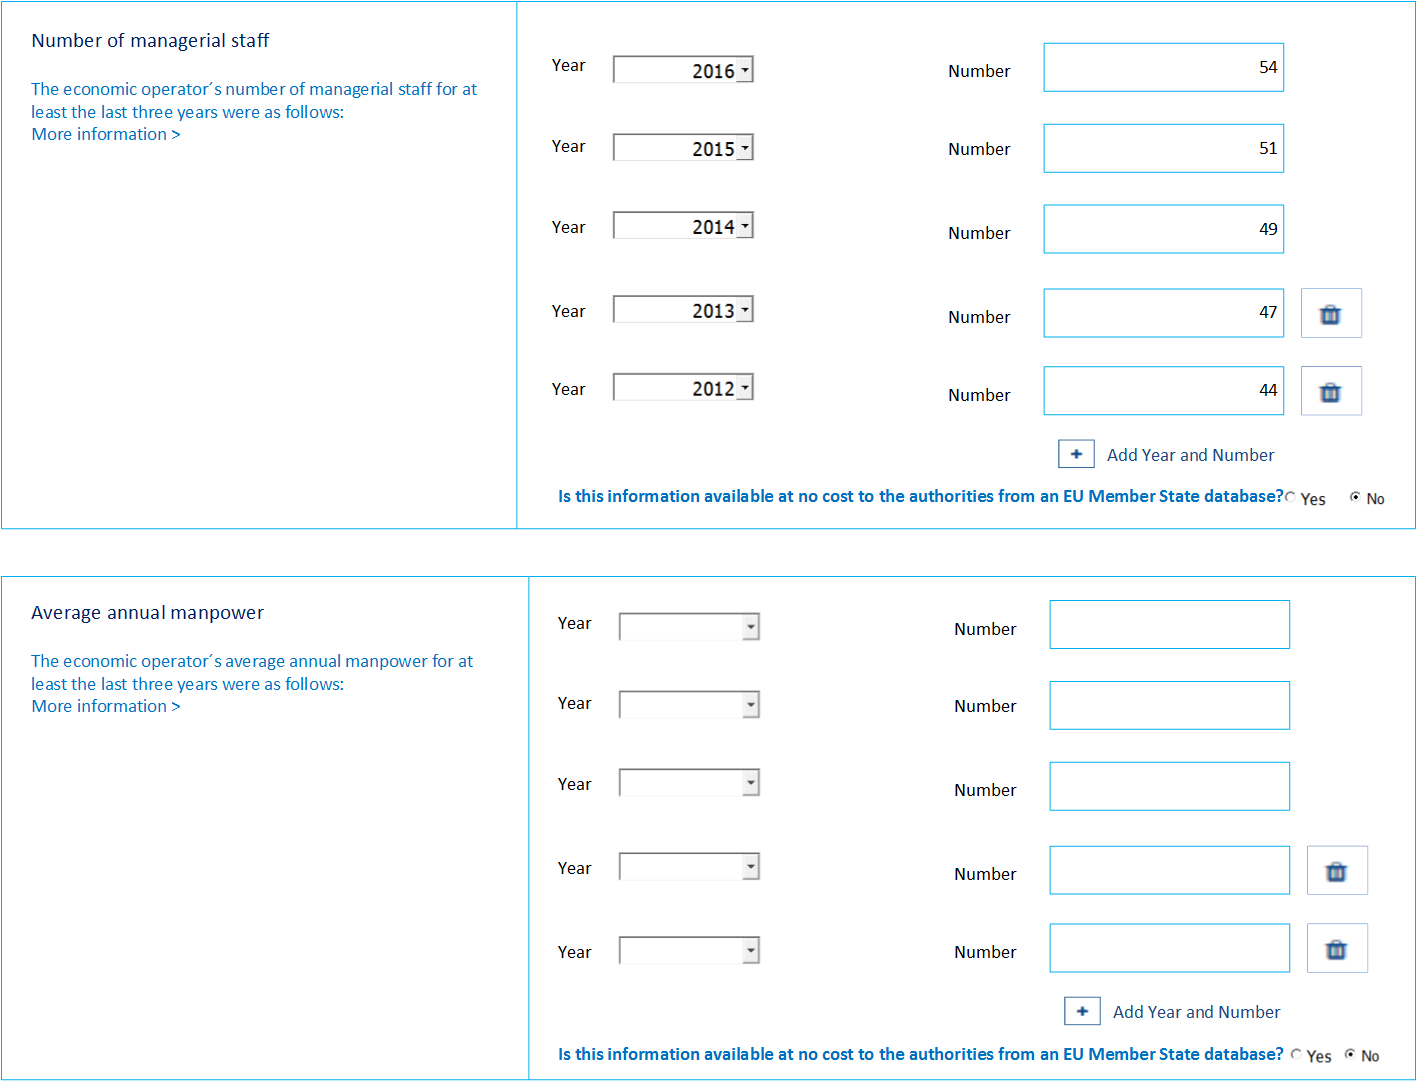 Number of managerial staff
The economic operator´s number of managerial staff for at
least the last three years were as follows:
More information >
Year 2016 Number 54
Year 2015 Number 51
Year 2014 Number 49
Year 2013 Number 47
Year 2012 Number 44
+ Add Year and Number
Is this information available at no cost to the authorities from an EU Member State database? Yes No
Average annual manpower
The economic operator´s average annual manpower for at
least the last three years were as follows:
More information >
Year Number
Year Number
Year Number
Year Number
Year Number
+ Add Year and Number
Is this information available at no cost to the authorities from an EU Member State database? Yes No